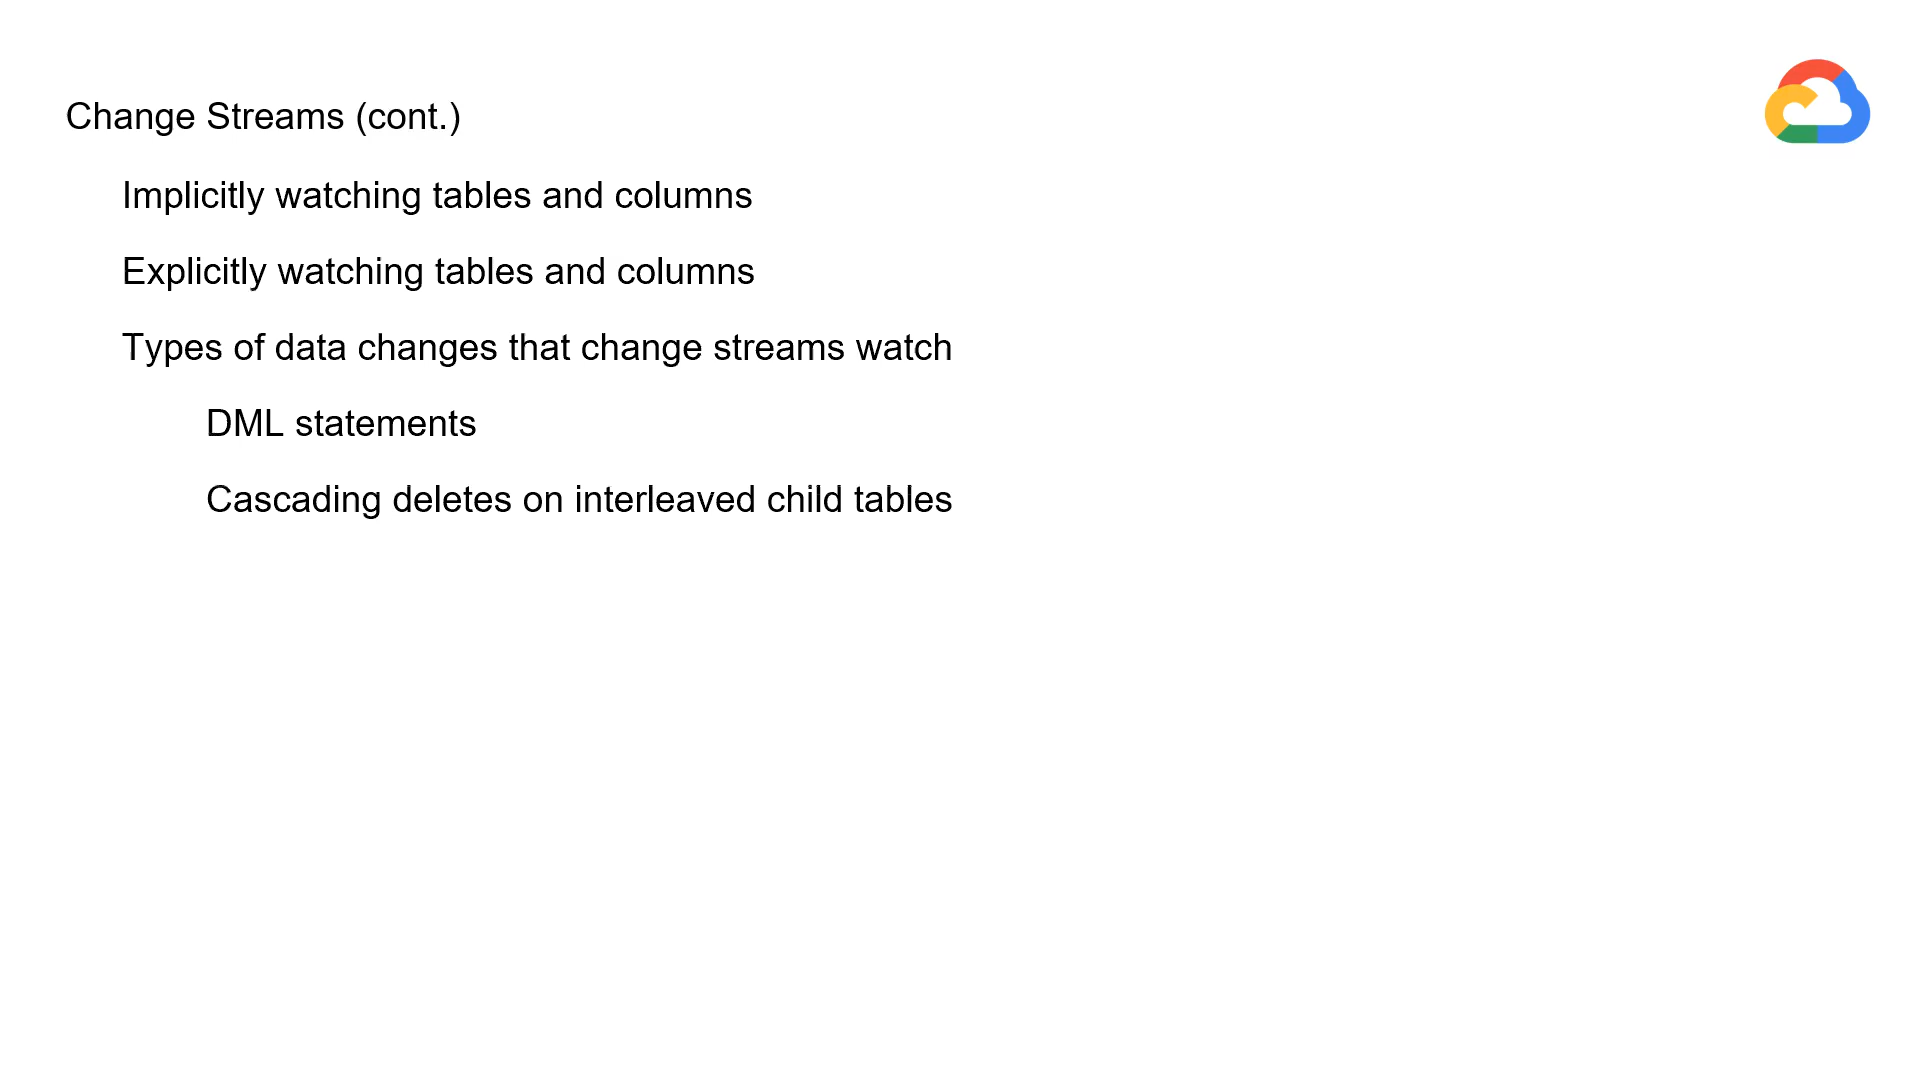 Change Streams (cont.)
Implicitly watching tables and columns
Explicitly watching tables and columns
Types of data changes that change streams watch
DML statements
Cascading deletes on interleaved child tables